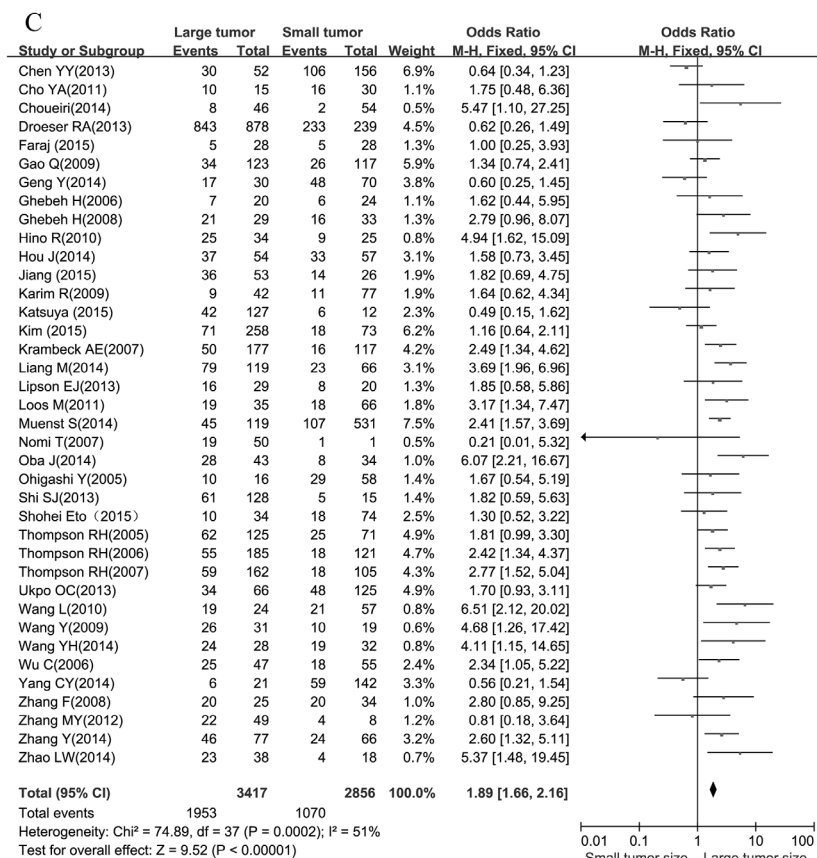 C
Large tumor Small tumor Odds Ratio Odds Ratio
Study or Subgroup Events Total Events Total Weight M-H, Fixed, 95% CI M-H, Fixed, 95% CI
Chen YY(2013) 30 52 106 156 6.9% 0.64 [0.34, 1.23]
Cho YA(2011) 10 15 16 30 1.1% 1.75 [0.48, 6.36]
Choueiri(2014) 8 46 2 54 0.5% 5.47 [1.10, 27.25]
Droeser RA(2013) 843 878 233 239 4.5% 0.62 [0.26, 1.49]
Faraj (2015) 5 28 5 28 1.3% 1.00 [0.25, 3.93]
Gao Q(2009) 34 123 26 117 5.9% 1.34 [0.74, 2.41]
Geng Y(2014) 17 30 48 70 3.8% 0.60 [0.25, 1.45]
Ghebeh H(2006) 7 20 6 24 1.1% 1.62 [0.44, 5.95]
Ghebeh H(2008) 21 29 16 33 1.3% 2.79 [0.96, 8.07]
Hino R(2010) 25 34 9 25 0.8% 4.94 [1.62, 15.09]
Hou J(2014) 37 54 33 57 3.1% 1.58 [0.73, 3.45]
Jiang (2015) 36 53 14 26 1.9% 1.82 [0.69, 4.75]
Karim R(2009) 9 42 11 77 1.9% 1.64 [0.62, 4.34]
Katsuya (2015) 42 127 6 12 2.3% 0.49 [0.15, 1.62]
Kim (2015) 71 258 18 73 6.2% 1.16 [0.64, 2.11]
Krambeck AE(2007) 50 177 16 117 4.2% 2.49 [1.34, 4.62]
Liang M(2014) 79 119 23 66 3.1% 3.69 [1.96, 6.96]
Lipson EJ(2013) 16 29 8 20 1.3% 1.85 [0.58, 5.86]
Loos M(2011) 19 35 18 66 1.8% 3.17 [1.34, 7.47]
Muenst S(2014) 45 119 107 531 7.5% 2.41 [1.57, 3.69]
Nomi T(2007) 19 50 1 1 0.5% 0.21 [0.01, 5.32]
Oba J(2014) 28 43 8 34 1.0% 6.07 [2.21, 16.67]
Ohigashi Y(2005) 10 16 29 58 1.5% 1.67 [0.54, 5.19]
Shi SJ(2013) 61 128 5 15 1.5% 1.82 [0.59, 5.63]
Shohei Eto（2015） 10 34 18 74 2.5% 1.30 [0.52, 3.22]
Thompson RH(2005) 62 125 25 71 4.9% 1.81 [0.99, 3.30]
Thompson RH(2006) 55 185 18 121 4.7% 2.42 [1.34, 4.37]
Thompson RH(2007) 59 162 18 105 4.3% 2.77 [1.52, 5.04]
Ukpo OC(2013) 34 66 48 125 4.9% 1.70 [0.93, 3.11]
Wang L(2010) 19 24 21 57 0.8% 6.51 [2.12, 20.02]
Wang Y(2009) 26 31 10 19 0.6% 4.68 [1.26, 17.42]
Wang YH(2014) 24 28 19 32 0.8% 4.11 [1.15, 14.65]
Wu C(2006) 25 47 18 55 2.4% 2.34 [1.05, 5.22]
Yang CY(2014) 6 21 59 142 3.3% 0.56 [0.21, 1.54]
Zhang F(2008) 20 25 20 34 1.1% 2.80 [0.85, 9.25]
Zhang MY(2012) 22 49 4 8 1.2% 0.81 [0.18, 3.64]
Zhang Y(2014) 46 77 24 66 3.2% 2.60 [1.32, 5.11]
Zhao LW(2014) 23 38 4 18 0.7% 5.37 [1.48, 19.45]
Total (95% CI) 3417 2856 100.0% 1.89 [1.66, 2.16]
Total events 1953 1070
Heterogeneity: Chi² = 74.89, df = 37 (P = 0.0002); I² = 51%
Test for overall effect: Z = 9.52 (P < 0.00001)
0.01 0.1 1 10 100
Small tumor size Large tumor size